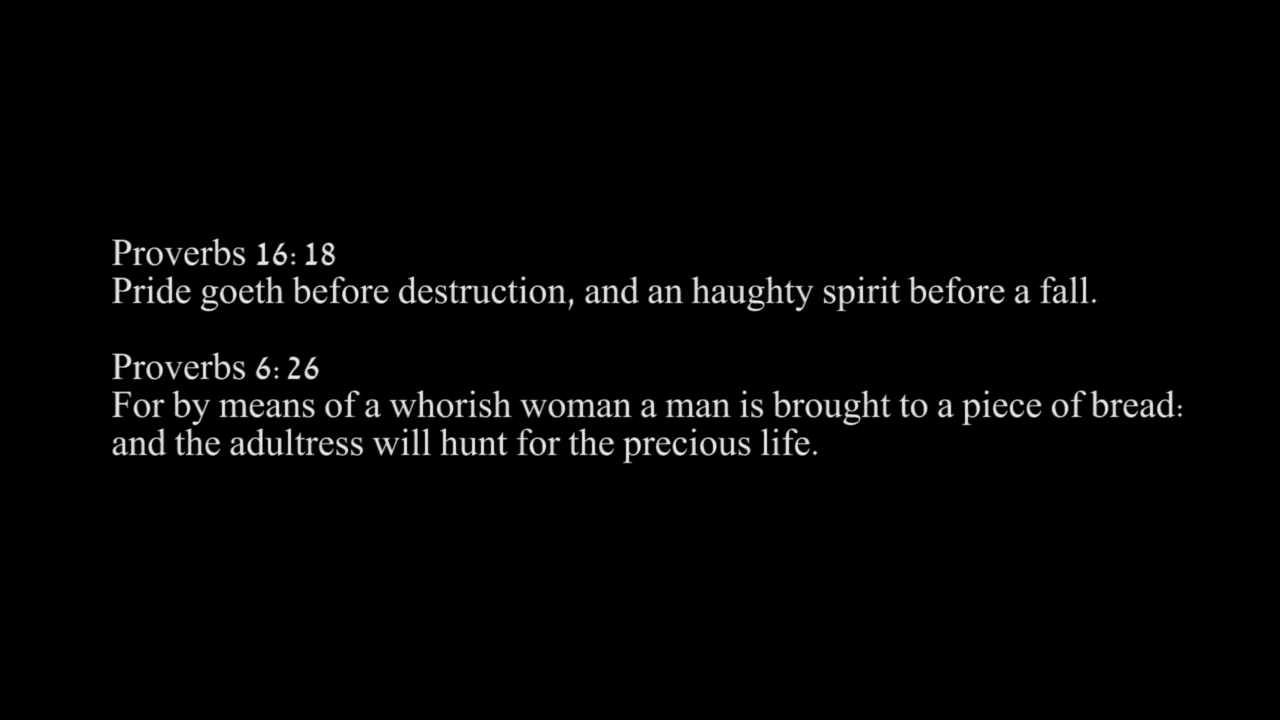 Proverbs 16:18
Pride goeth before destruction, and an haughty spirit before a fall.
Proverbs 6:26
For by means of a whorish woman a man is brought to a piece of bread:
and the adultress will hunt for the precious life.